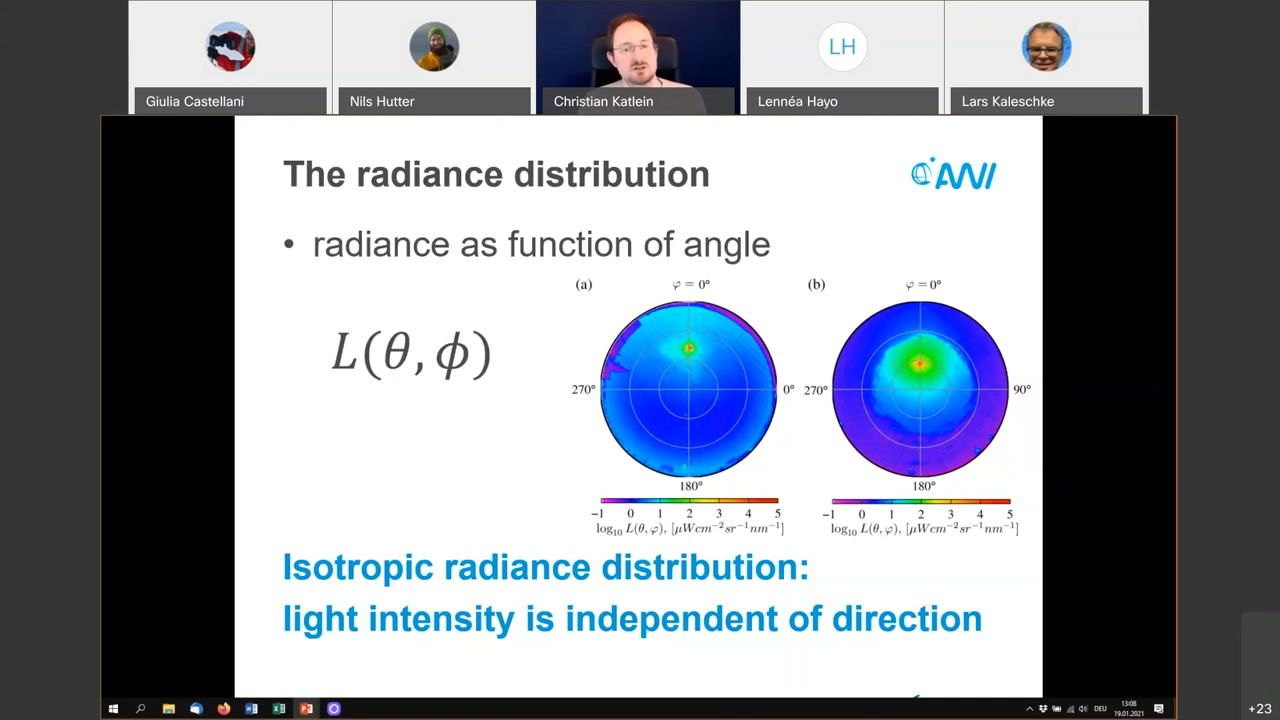 Giulia Castellani
Nils Hutter
Christian Katlein
LH
Lennéa Hayo
Lars Kaleschke
The radiance distribution
AWI
• radiance as function of angle
L(θ, ϕ)
(a)
φ = 0°
270°
0°
180°
−1 0 1 2 3 4 5
log₁₀ L(θ, φ), [μWcm⁻²sr⁻¹nm⁻¹]
(b)
φ = 0°
270°
90°
180°
−1 0 1 2 3 4 5
log₁₀ L(θ, φ), [μWcm⁻²sr⁻¹nm⁻¹]
Isotropic radiance distribution:
light intensity is independent of direction
DEU
13:08
19.01.2021
+23